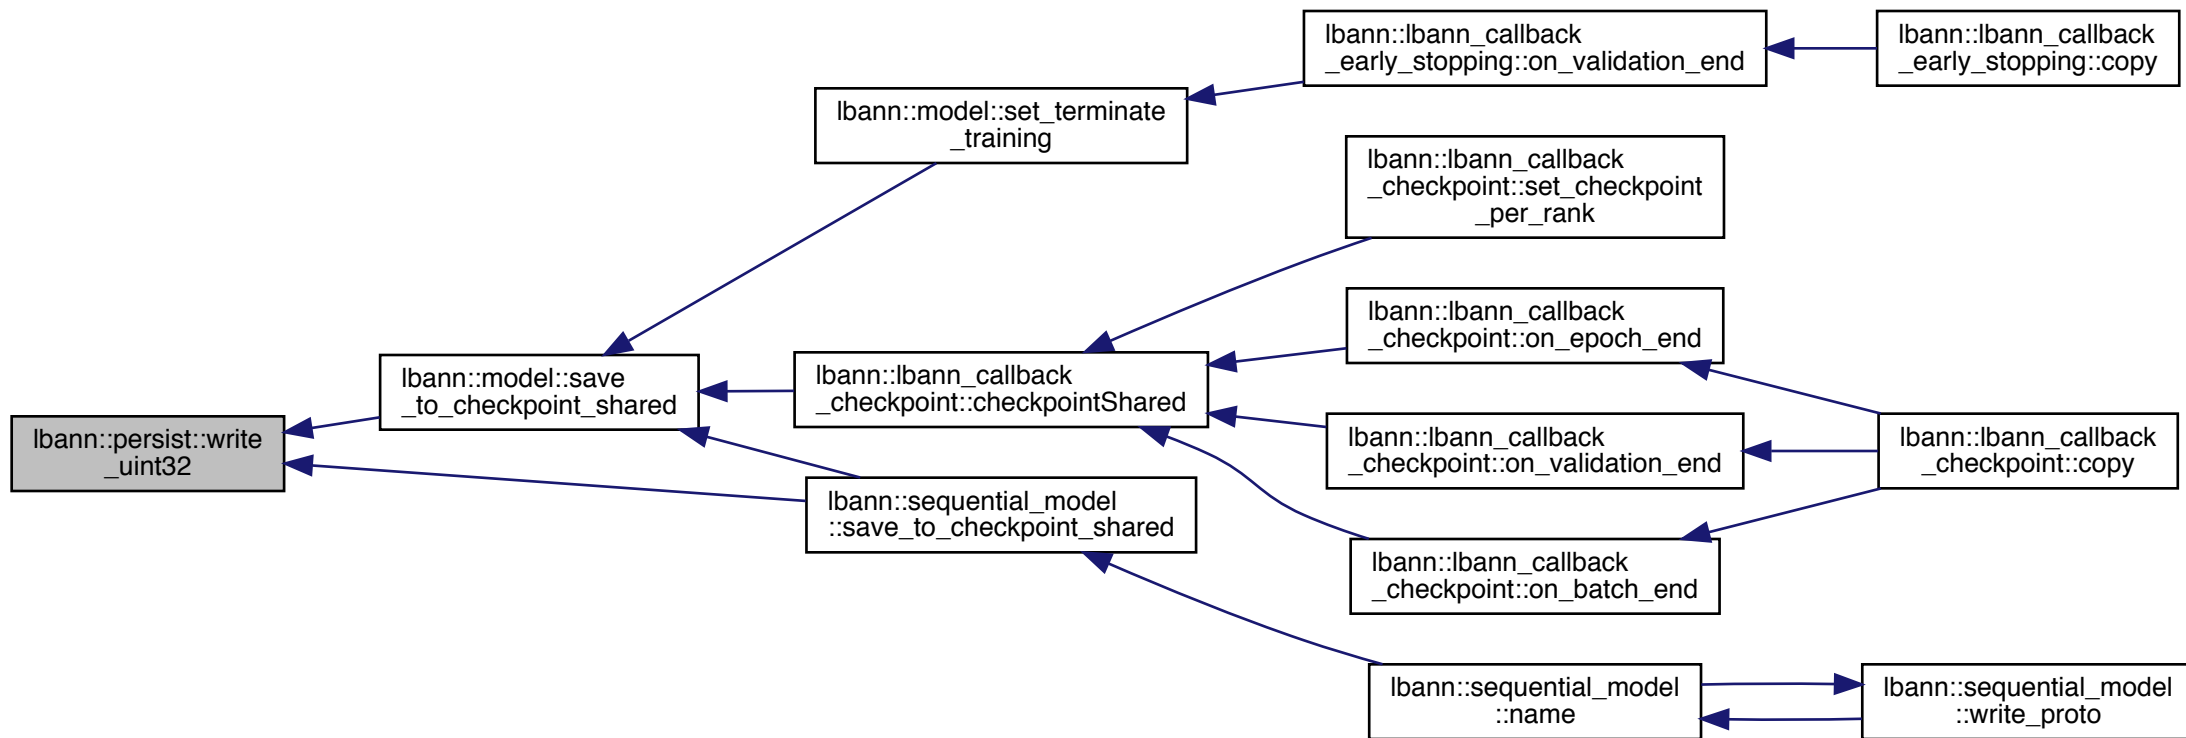 lbann::persist::write
_uint32
lbann::model::save
_to_checkpoint_shared
lbann::model::set_terminate
_training
lbann::lbann_callback
_early_stopping::on_validation_end
lbann::lbann_callback
_early_stopping::copy
lbann::lbann_callback
_checkpoint::checkpointShared
lbann::lbann_callback
_checkpoint::set_checkpoint
_per_rank
lbann::lbann_callback
_checkpoint::on_epoch_end
lbann::lbann_callback
_checkpoint::on_validation_end
lbann::lbann_callback
_checkpoint::on_batch_end
lbann::lbann_callback
_checkpoint::copy
lbann::sequential_model
::save_to_checkpoint_shared
lbann::sequential_model
::name
lbann::sequential_model
::write_proto